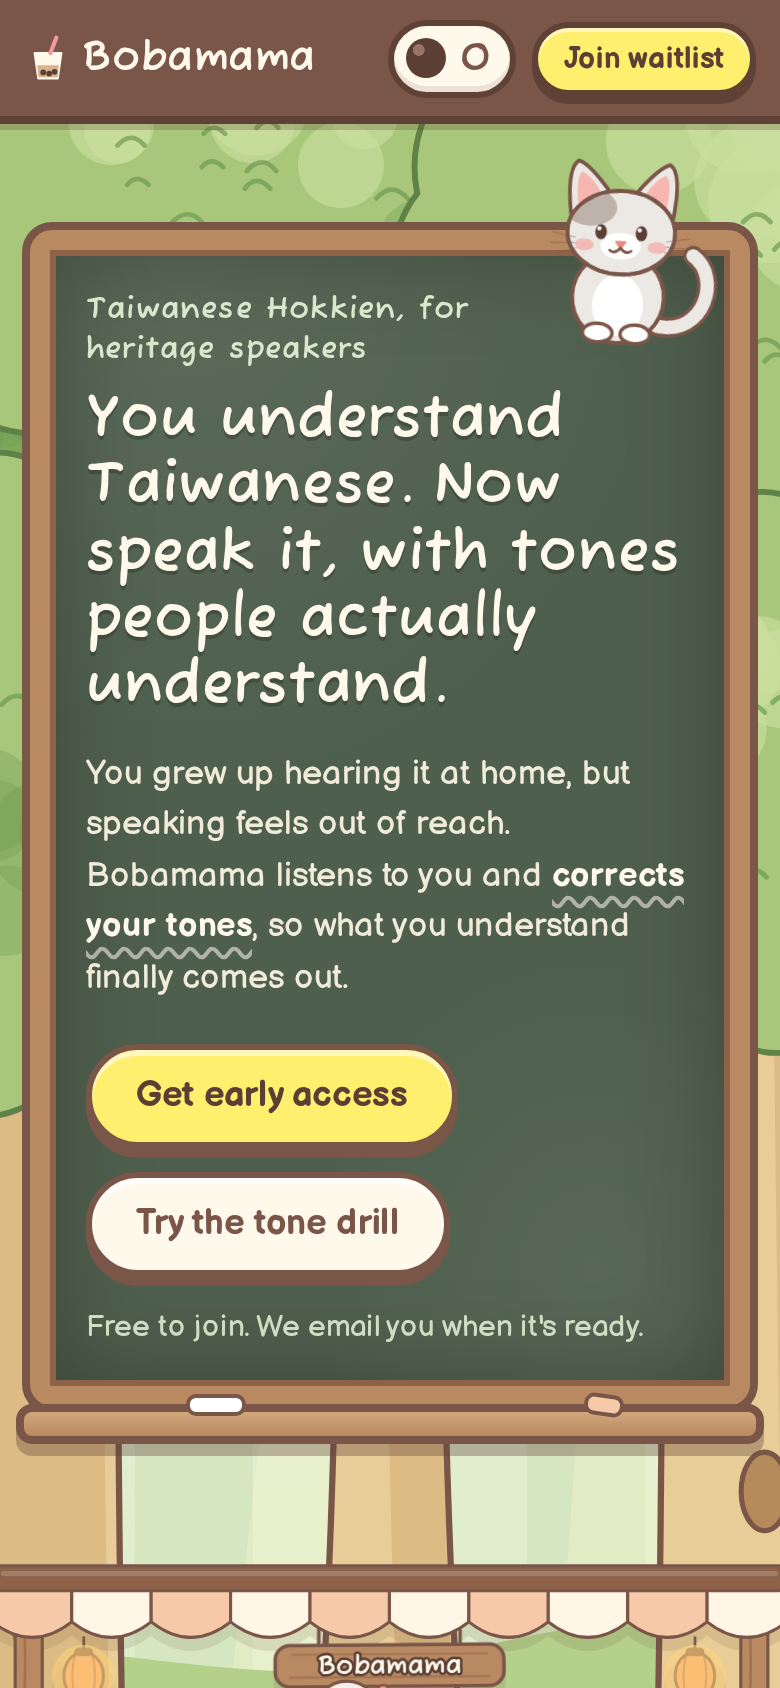 Bobamama
Join waitlist
Taiwanese Hokkien, for
heritage speakers
You understand
Taiwanese. Now
speak it, with tones
people actually
understand.
You grew up hearing it at home, but
speaking feels out of reach.
Bobamama listens to you and corrects
your tones, so what you understand
finally comes out.
Get early access
Try the tone drill
Free to join. We email you when it's ready.
Bobamama